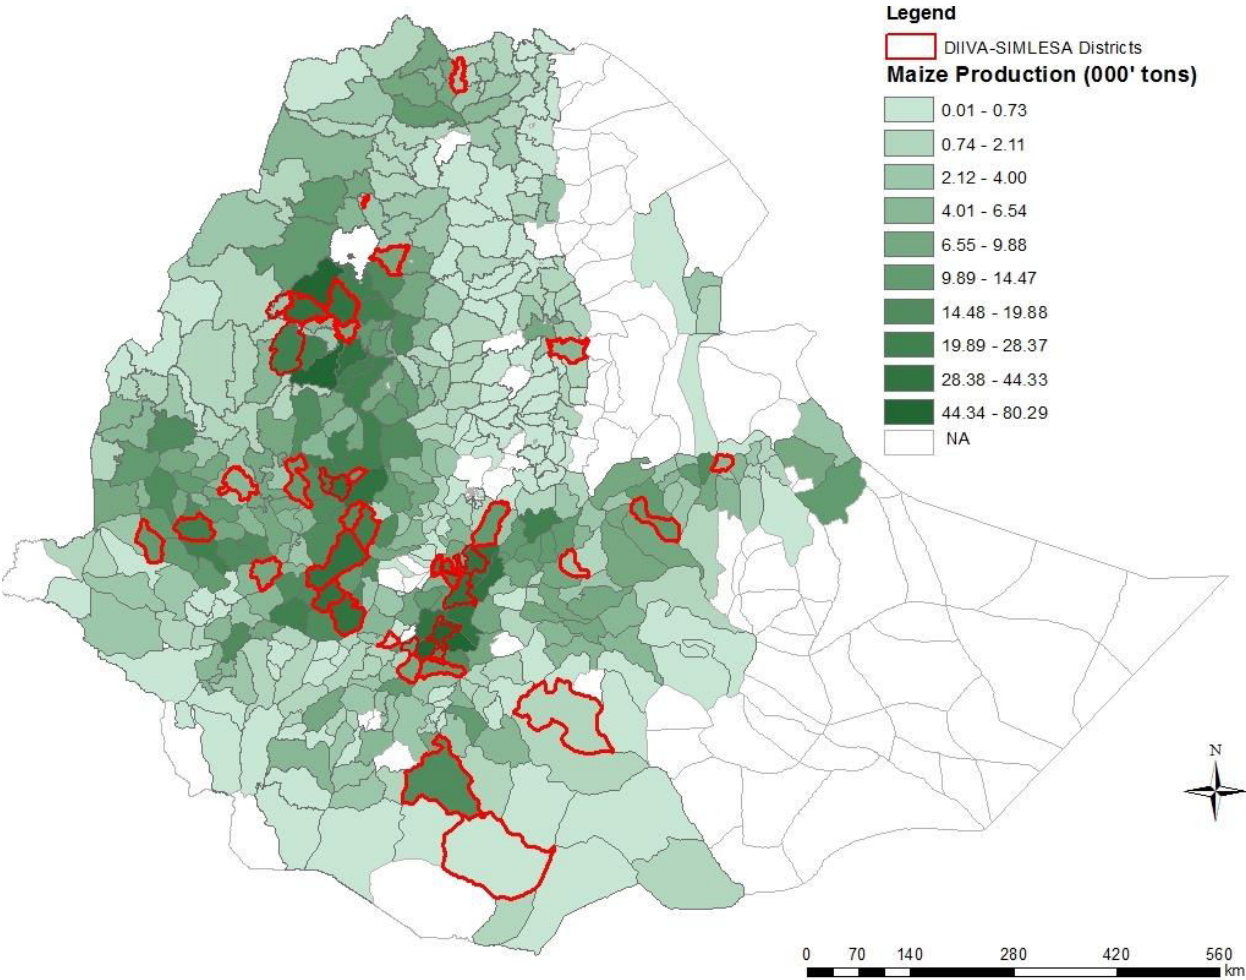 Legend
DIIVA-SIMLESA Districts
Maize Production (000' tons)
0.01 - 0.73
0.74 - 2.11
2.12 - 4.00
4.01 - 6.54
6.55 - 9.88
9.89 - 14.47
14.48 - 19.88
19.89 - 28.37
28.38 - 44.33
44.34 - 80.29
NA
N
0 70 140 280 420 560
km